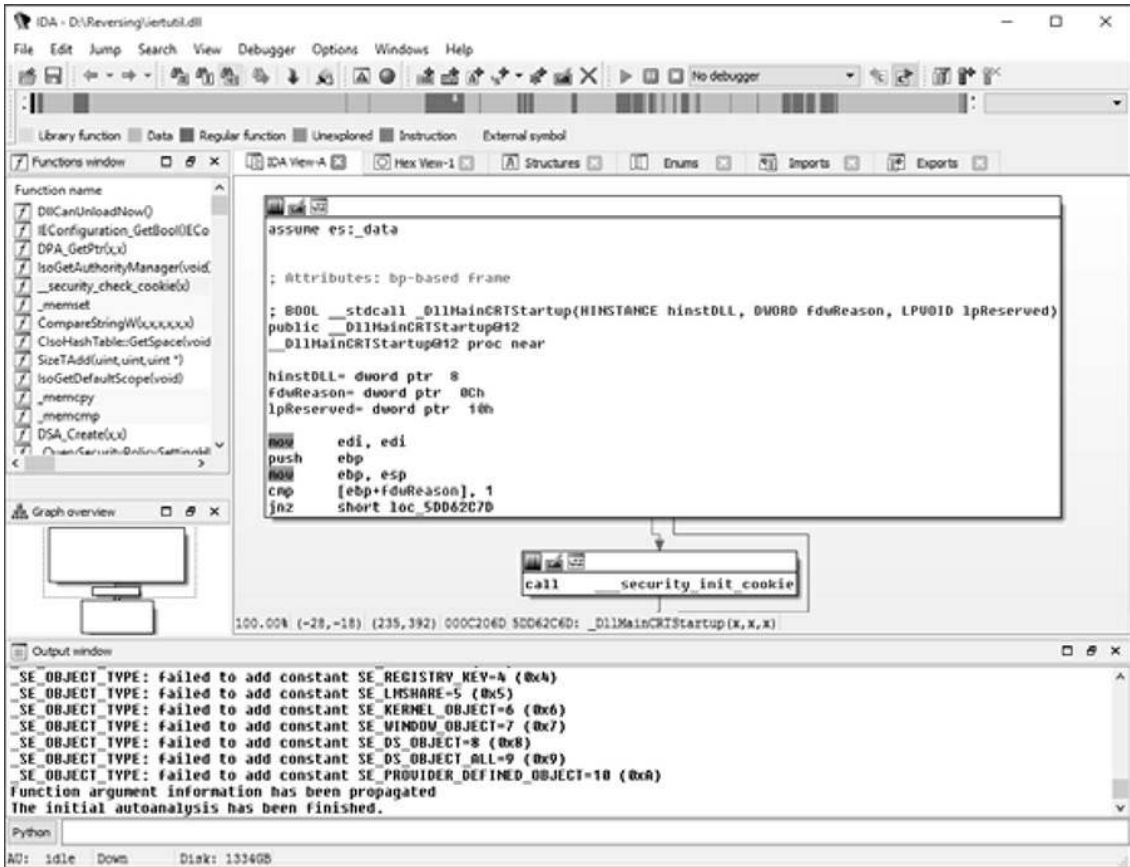 IDA - D:\Reversing\iertutil.dll
File Edit Jump Search View Debugger Options Windows Help
No debugger
Library function Data Regular function Unexplored Instruction External symbol
Functions window
IDA View-A Hex View-1 Structures Enums Imports Exports
Function name
DllCanUnloadNow()
IEConfiguration_GetBool(IECo
DPA_GetPtr(x,x)
IsoGetAuthorityManager(void,
__security_check_cookie(x)
_memset
CompareStringW(x,x,x,x,x,x)
CIsoHashTable::GetSpace(void
SizeTAdd(uint,uint,uint *)
IsoGetDefaultScope(void)
_memcpy
_memcmp
DSA_Create(x,x)
assume es:_data
; Attributes: bp-based frame
; BOOL __stdcall _DllMainCRTStartup(HINSTANCE hinstDLL, DWORD fdwReason, LPVOID lpReserved)
public __DllMainCRTStartup@12
__DllMainCRTStartup@12 proc near
hinstDLL= dword ptr 8
fdwReason= dword ptr 0Ch
lpReserved= dword ptr 10h
mov edi, edi
push ebp
mov ebp, esp
cmp [ebp+fdwReason], 1
jnz short loc_5DD62C7D
call ___security_init_cookie
Graph overview
100.00% (-28,-18) (235,392) 000C206D 5DD62C6D: _DllMainCRTStartup(x,x,x)
Output window
_SE_OBJECT_TYPE: failed to add constant SE_REGISTRY_KEY=4 (0x4)
_SE_OBJECT_TYPE: failed to add constant SE_LMSHARE=5 (0x5)
_SE_OBJECT_TYPE: failed to add constant SE_KERNEL_OBJECT=6 (0x6)
_SE_OBJECT_TYPE: failed to add constant SE_WINDOW_OBJECT=7 (0x7)
_SE_OBJECT_TYPE: failed to add constant SE_DS_OBJECT=8 (0x8)
_SE_OBJECT_TYPE: failed to add constant SE_DS_OBJECT_ALL=9 (0x9)
_SE_OBJECT_TYPE: failed to add constant SE_PROVIDER_DEFINED_OBJECT=10 (0xA)
Function argument information has been propagated
The initial autoanalysis has been finished.
Python
AU: idle Down Disk: 1334GB